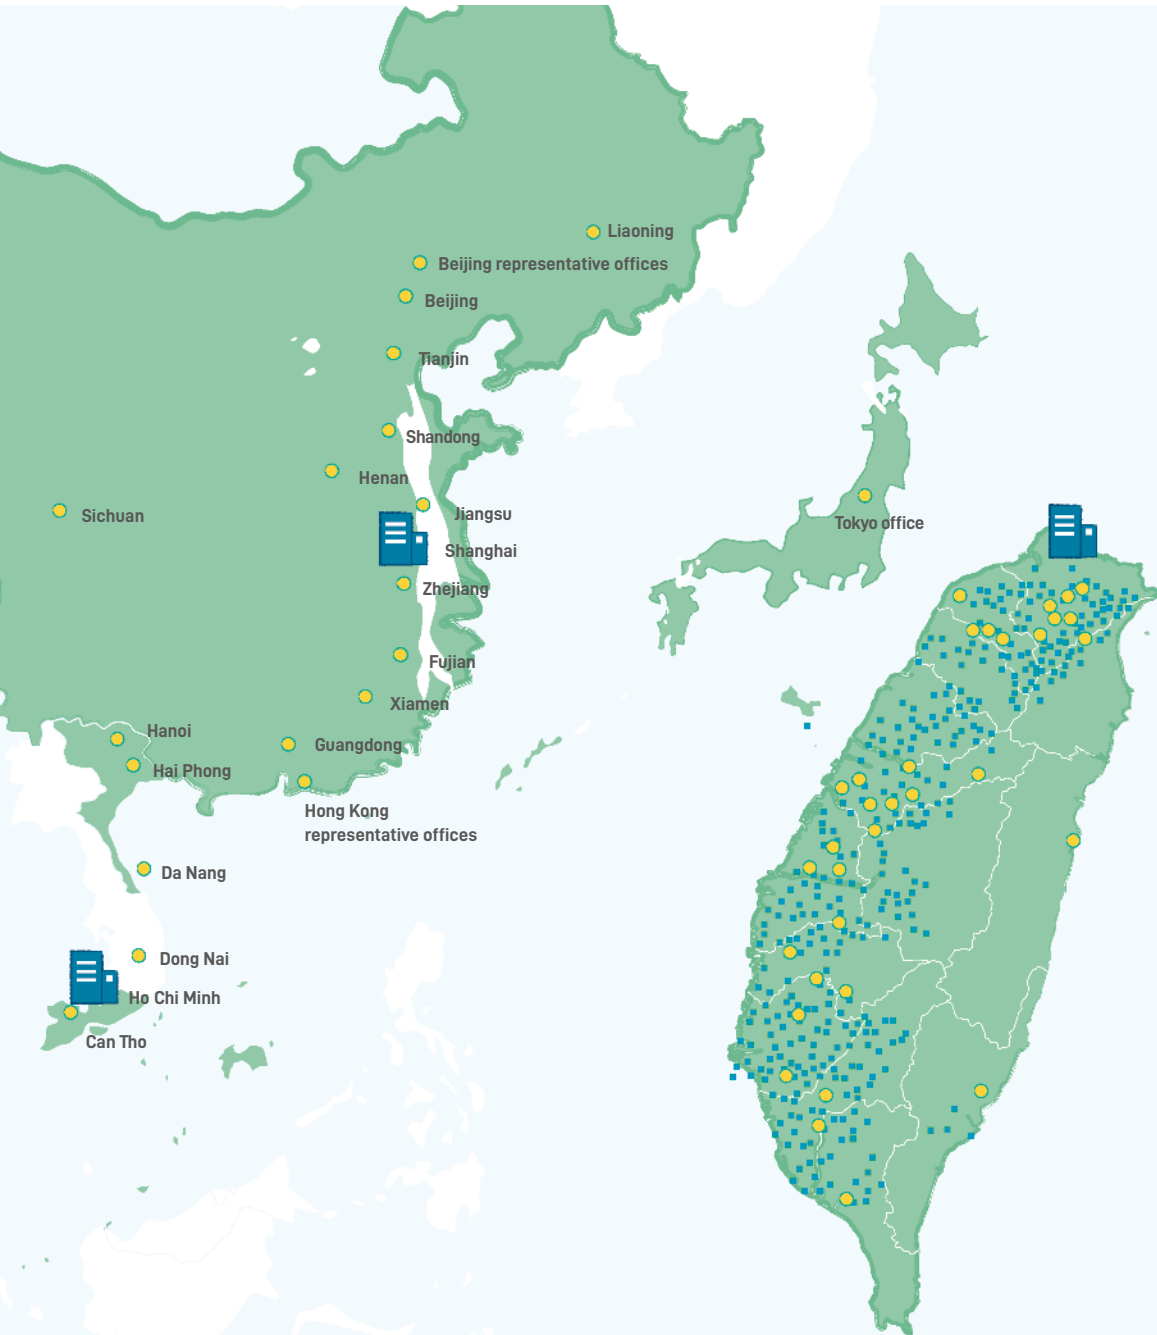 Liaoning
Beijing representative offices
Beijing
Tianjin
Shandong
Henan
Sichuan
Jiangsu
Tokyo office
Shanghai
Zhejiang
Fujian
Xiamen
Hanoi
Guangdong
Hai Phong
Hong Kong
representative offices
Da Nang
Dong Nai
Ho Chi Minh
Can Tho